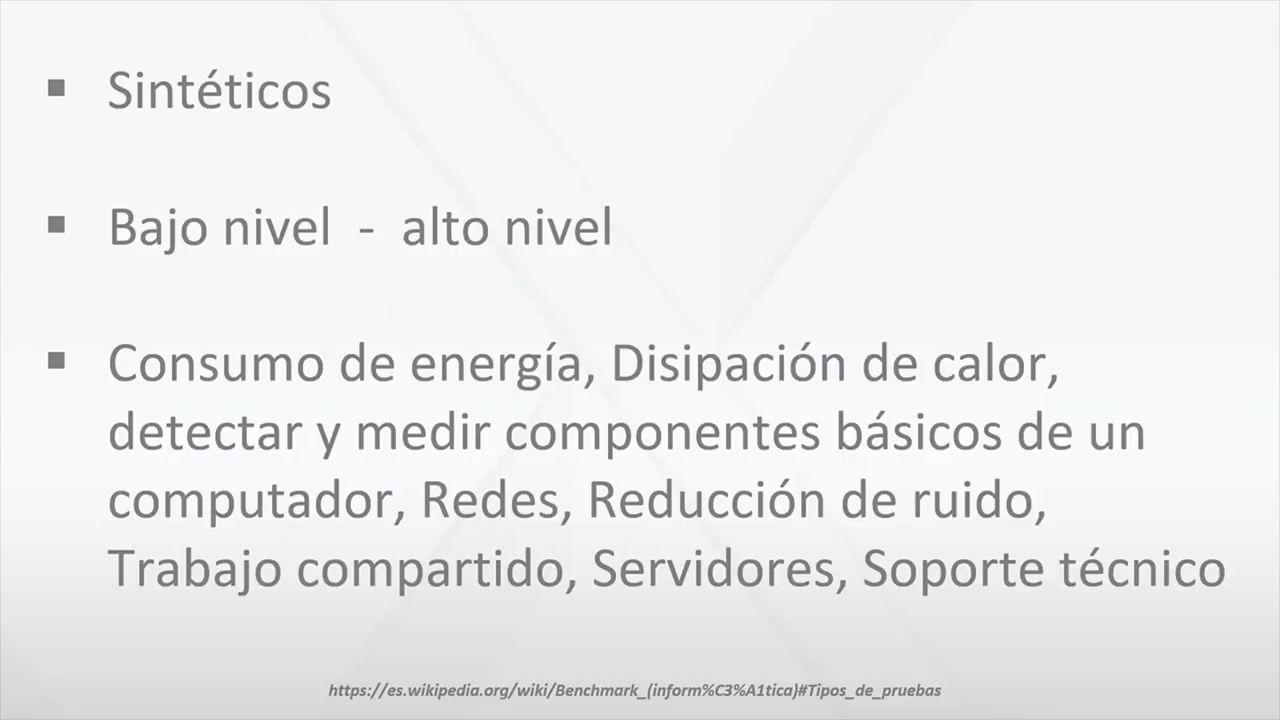 ▪ Sintéticos
▪ Bajo nivel - alto nivel
▪ Consumo de energía, Disipación de calor,
detectar y medir componentes básicos de un
computador, Redes, Reducción de ruido,
Trabajo compartido, Servidores, Soporte técnico
https://es.wikipedia.org/wiki/Benchmark_(inform%C3%A1tica)#Tipos_de_pruebas